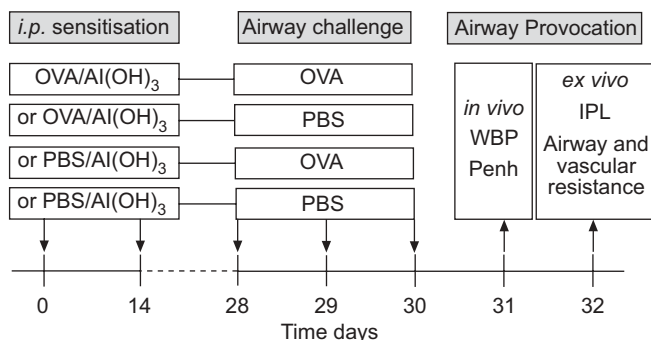 i.p. sensitisation Airway challenge Airway Provocation
OVA/Al(OH)3 OVA
or OVA/Al(OH)3 PBS
or PBS/Al(OH)3 OVA
or PBS/Al(OH)3 PBS
in vivo
WBP
Penh
ex vivo
IPL
Airway and
vascular
resistance
0 14 28 29 30 31 32
Time days